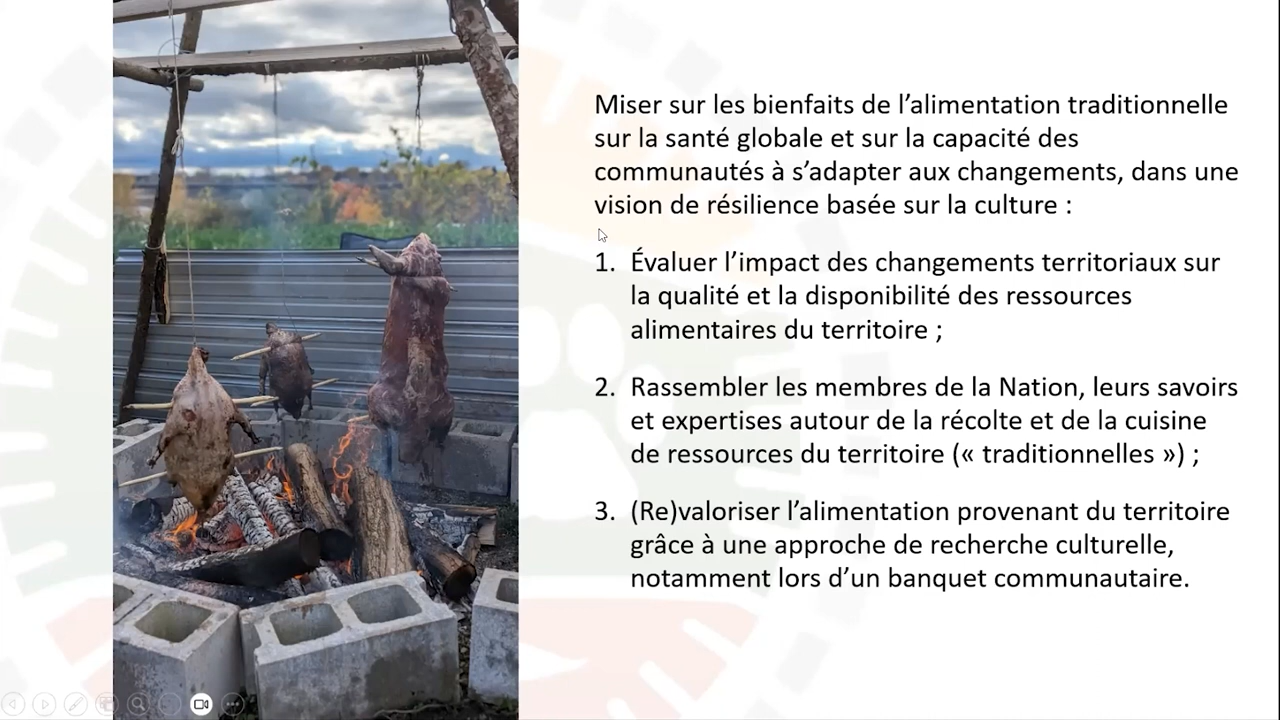 Miser sur les bienfaits de l’alimentation traditionnelle
sur la santé globale et sur la capacité des
communautés à s’adapter aux changements, dans une
vision de résilience basée sur la culture :
1. Évaluer l’impact des changements territoriaux sur
la qualité et la disponibilité des ressources
alimentaires du territoire ;
2. Rassembler les membres de la Nation, leurs savoirs
et expertises autour de la récolte et de la cuisine
de ressources du territoire (« traditionnelles ») ;
3. (Re)valoriser l’alimentation provenant du territoire
grâce à une approche de recherche culturelle,
notamment lors d’un banquet communautaire.